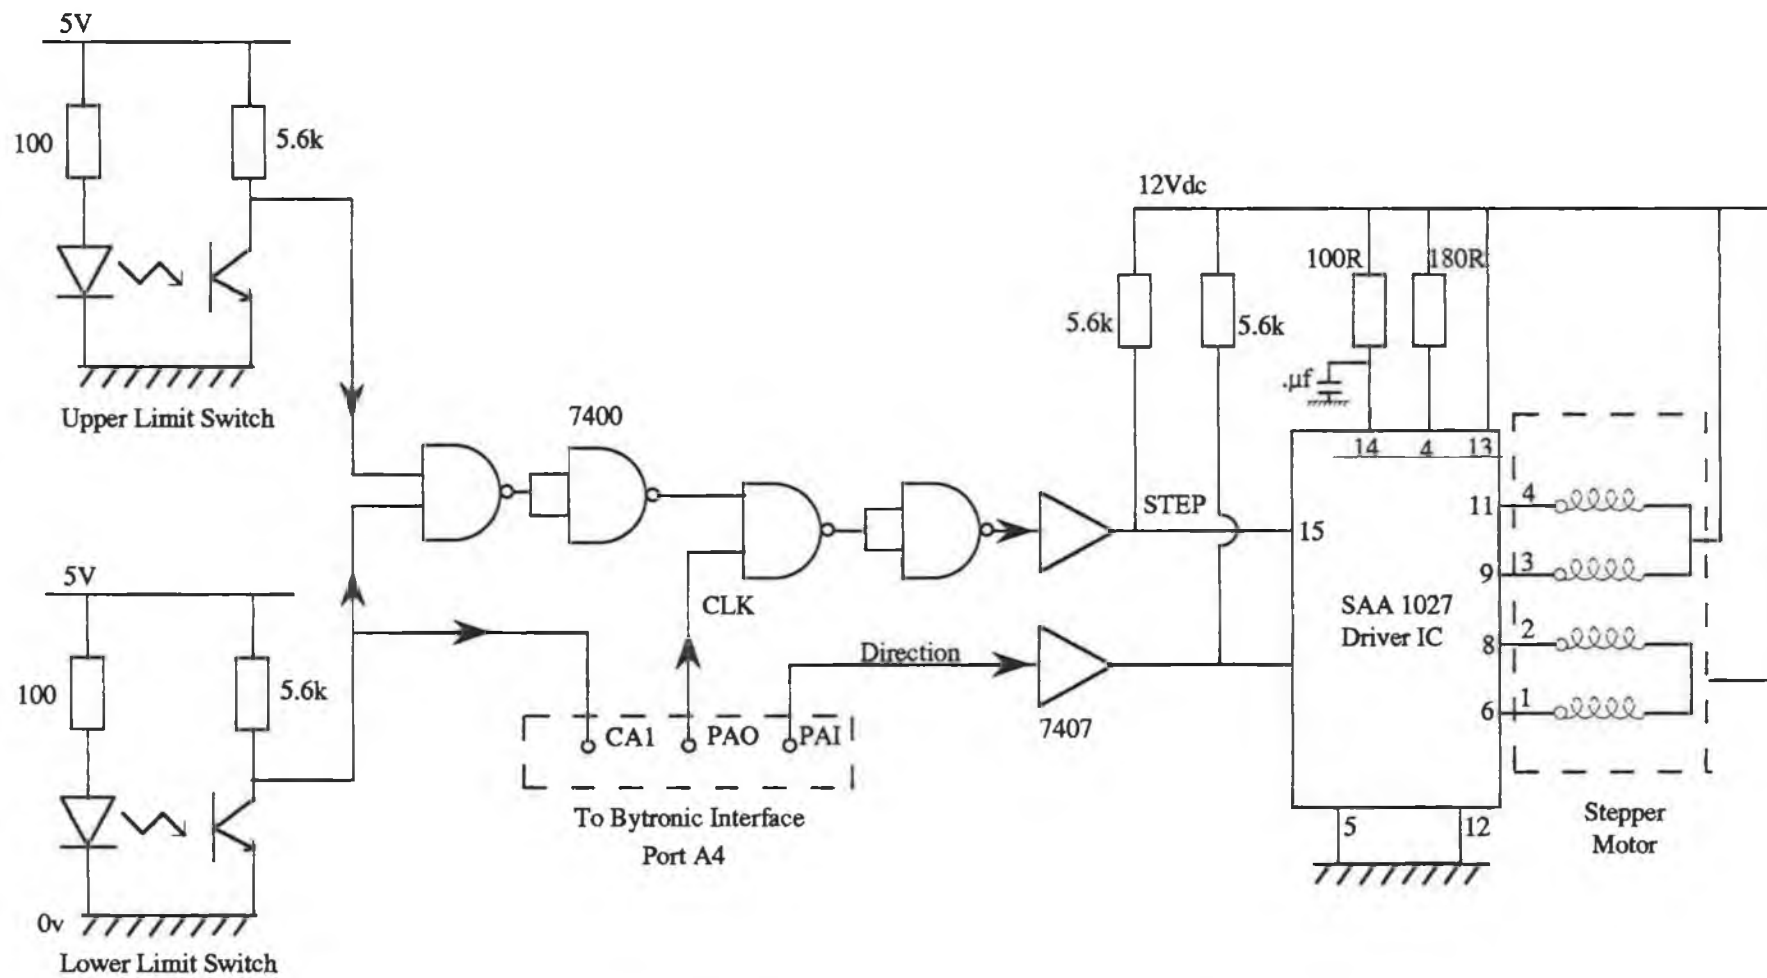 5V
100
5.6k
Upper Limit Switch
5V
100
5.6k
0v
Lower Limit Switch
7400
CLK
CA1 PAO PAI
To Bytronic Interface
Port A4
Direction
7407
STEP
12Vdc
5.6k
5.6k
100R
180R
.µf
14 4 13
15
SAA 1027
Driver IC
11 4
9 3
8 2
6 1
5 12
Stepper
Motor